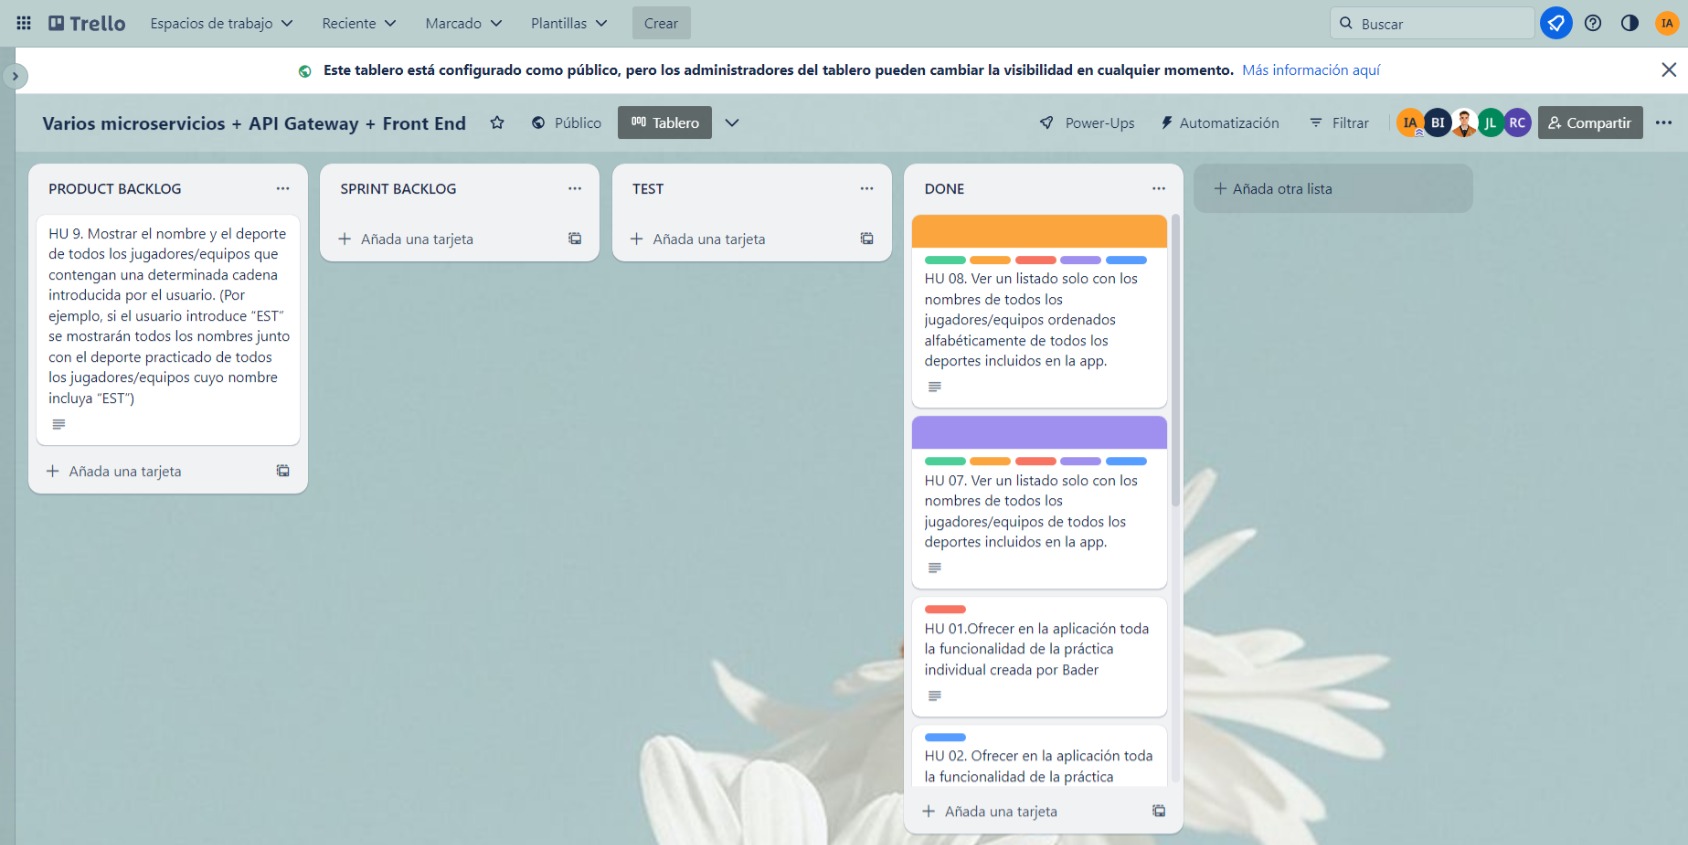 Trello
Espacios de trabajo
Reciente
Marcado
Plantillas
Crear
Buscar
IA
Este tablero está configurado como público, pero los administradores del tablero pueden cambiar la visibilidad en cualquier momento. Más información aquí
Varios microservicios + API Gateway + Front End
Público
Tablero
Power-Ups
Automatización
Filtrar
IA
BI
JL
RC
Compartir
PRODUCT BACKLOG
HU 9. Mostrar el nombre y el deporte
de todos los jugadores/equipos que
contengan una determinada cadena
introducida por el usuario. (Por
ejemplo, si el usuario introduce “EST”
se mostrarán todos los nombres junto
con el deporte practicado de todos
los jugadores/equipos cuyo nombre
incluya “EST”)
+ Añada una tarjeta
SPRINT BACKLOG
+ Añada una tarjeta
TEST
+ Añada una tarjeta
DONE
HU 08. Ver un listado solo con los
nombres de todos los
jugadores/equipos ordenados
alfabéticamente de todos los
deportes incluidos en la app.
HU 07. Ver un listado solo con los
nombres de todos los
jugadores/equipos de todos los
deportes incluidos en la app.
HU 01.Ofrecer en la aplicación toda
la funcionalidad de la práctica
individual creada por Bader
HU 02. Ofrecer en la aplicación toda
la funcionalidad de la práctica
+ Añada una tarjeta
+ Añada otra lista